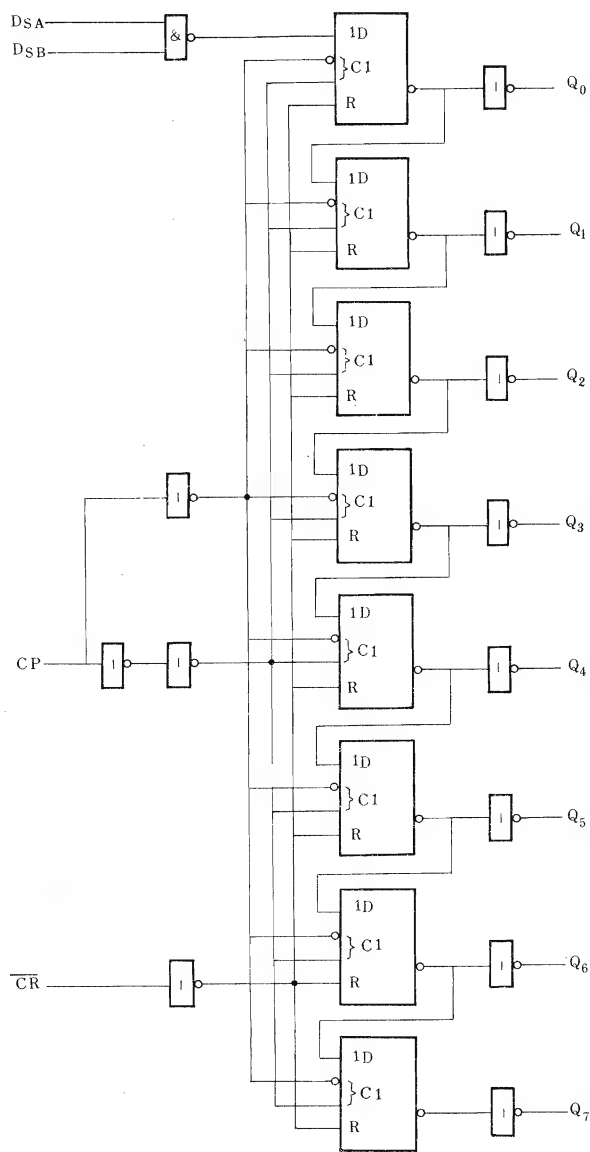 DSA
DSB
&
1D
} C1
R
| Q0
1D
} C1
R
| Q1
1D
} C1
R
| Q2
1D
} C1
R
| Q3
|
1D
} C1
R
| Q4
CP
| |
1D
} C1
R
| Q5
1D
} C1
R
| Q6
C̅R̅
|
1D
} C1
R
| Q7